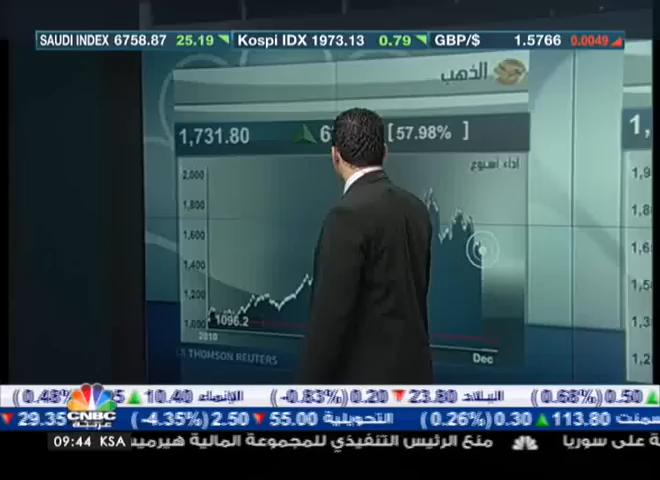 SAUDI INDEX 6758.87 25.19 Kospi IDX 1973.13 0.79 GBP/$ 1.5766 0.0049
الذهب
1,731.80 [57.98% ]
اداء اسبوع
2,000
1,800
1,600
1,400
1,200
1,000
1096.2
2010 Dec
THOMSON REUTERS
0.50 (0.68%) البلاد 23.80 0.20 (-0.83%) الإنماء 10.40 (0.48%)
113.80 0.30 (0.26%) التحويلية 55.00 2.50 (-4.35%) 29.35
CNBC
عربية
09:44 KSA
على سوريا
منع الرئيس التنفيذي للمجموعة المالية هيرميس